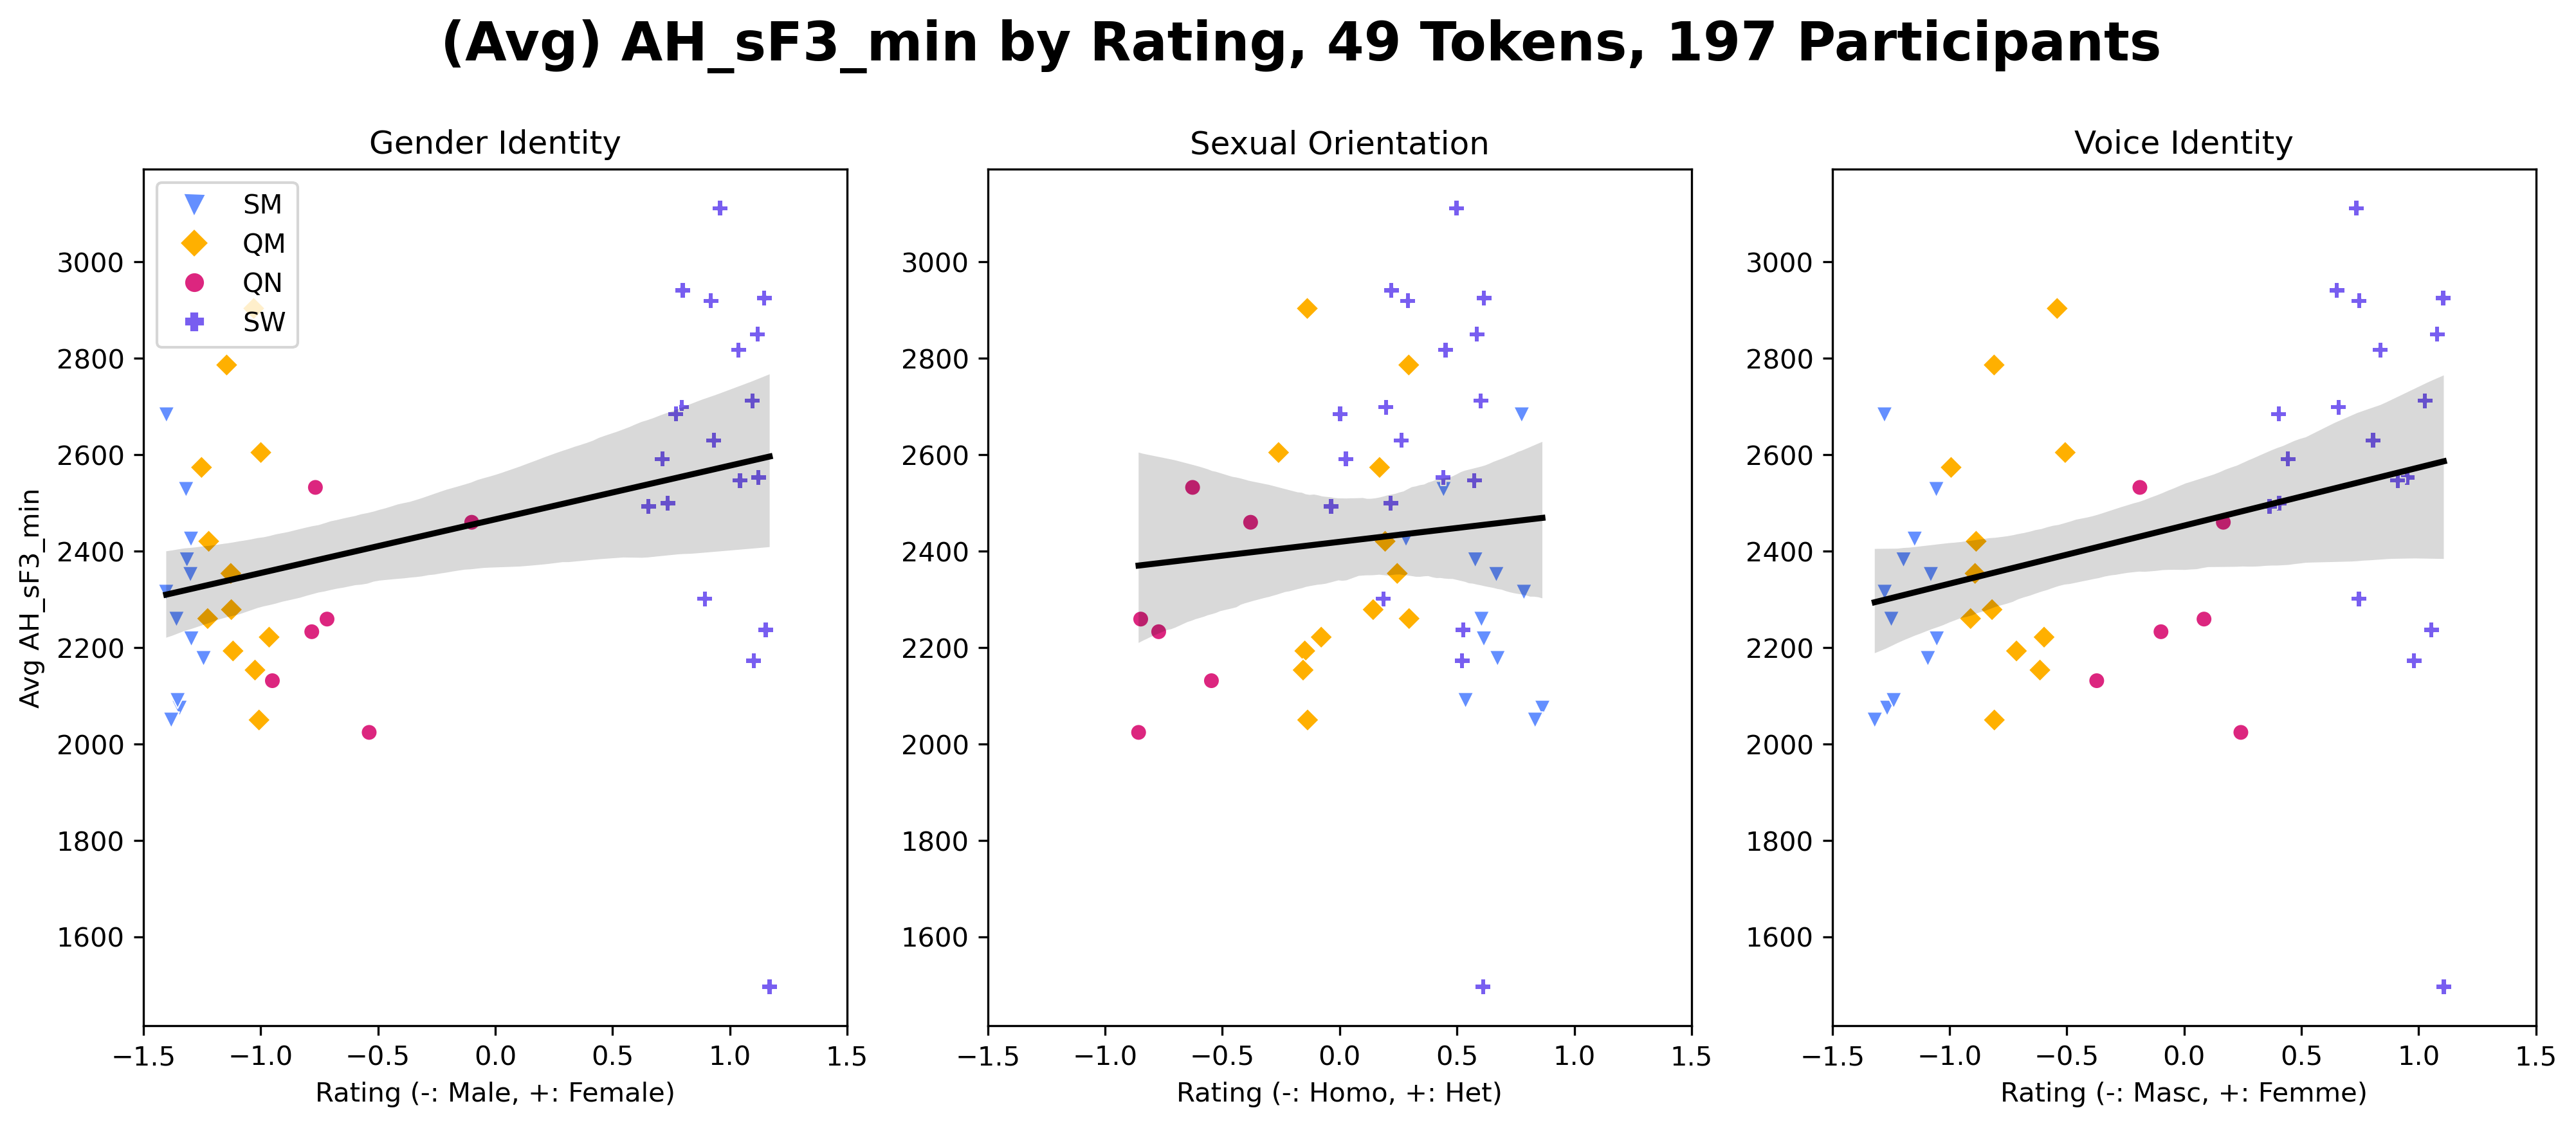 (Avg) AH_sF3_min by Rating, 49 Tokens, 197 Participants
Gender Identity
SM
QM
QN
SW
3000
2800
2600
2400
2200
2000
1800
1600
Avg AH_sF3_min
−1.5 −1.0 −0.5 0.0 0.5 1.0 1.5
Rating (-: Male, +: Female)
Sexual Orientation
3000
2800
2600
2400
2200
2000
1800
1600
−1.5 −1.0 −0.5 0.0 0.5 1.0 1.5
Rating (-: Homo, +: Het)
Voice Identity
3000
2800
2600
2400
2200
2000
1800
1600
−1.5 −1.0 −0.5 0.0 0.5 1.0 1.5
Rating (-: Masc, +: Femme)